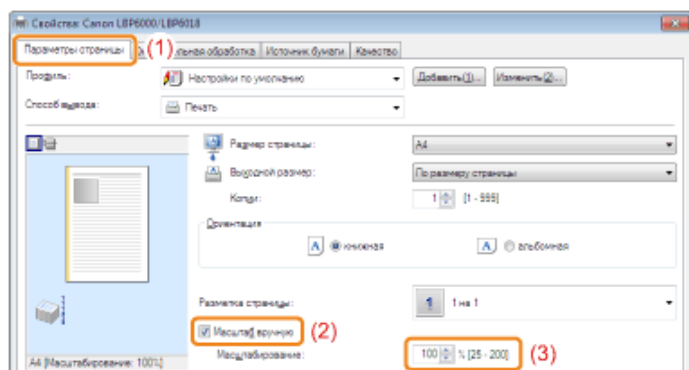 Свойства: Canon LBP6000/LBP6018
Параметры страницы (1) льная обработка Источник бумаги Качество
Профиль: Настройки по умолчанию Добавить(1)... Изменить(2)...
Способ вывода: Печать
Размер страницы: A4
Выходной размер: По размеру страницы
Копии: 1 [1 - 999]
Ориентация
A книжная A альбомная
Разметка страницы: 1 1 на 1
Масштаб вручную (2)
Масштабирование: 100 % [25 - 200] (3)
A4 [Масштабирование: 100%]